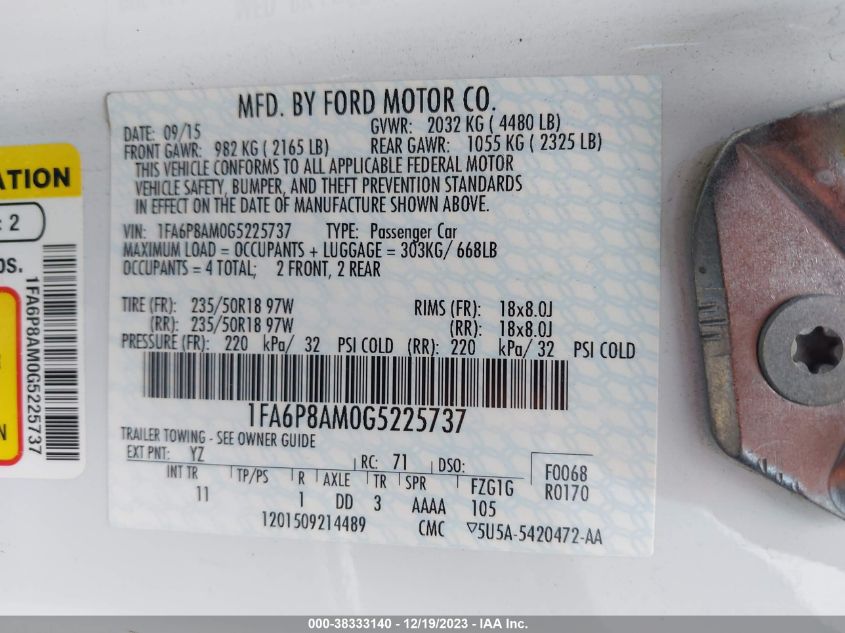 MFD. BY FORD MOTOR CO.
DATE: 09/15 GVWR: 2032 KG ( 4480 LB)
FRONT GAWR: 982 KG ( 2165 LB) REAR GAWR: 1055 KG ( 2325 LB)
THIS VEHICLE CONFORMS TO ALL APPLICABLE FEDERAL MOTOR
VEHICLE SAFETY, BUMPER, AND THEFT PREVENTION STANDARDS
IN EFFECT ON THE DATE OF MANUFACTURE SHOWN ABOVE.
VIN: 1FA6P8AM0G5225737 TYPE: Passenger Car
MAXIMUM LOAD = OCCUPANTS + LUGGAGE = 303KG/ 668LB
OCCUPANTS = 4 TOTAL; 2 FRONT, 2 REAR
TIRE (FR): 235/50R18 97W RIMS (FR): 18x8.0J
(RR): 235/50R18 97W (RR): 18x8.0J
PRESSURE (FR): 220 kPa/ 32 PSI COLD (RR): 220 kPa/ 32 PSI COLD
1FA6P8AM0G5225737
TRAILER TOWING - SEE OWNER GUIDE
EXT PNT: YZ RC: 71 DSO: F0068
INT TR TP/PS R AXLE TR SPR FZG1G R0170
11 1 DD 3 AAAA 105
1201509214489 CMC ▽5U5A-5420472-AA
ATION
: 2
OS.
1FA6P8AM0G5225737
N
000-38333140 - 12/19/2023 - IAA Inc.